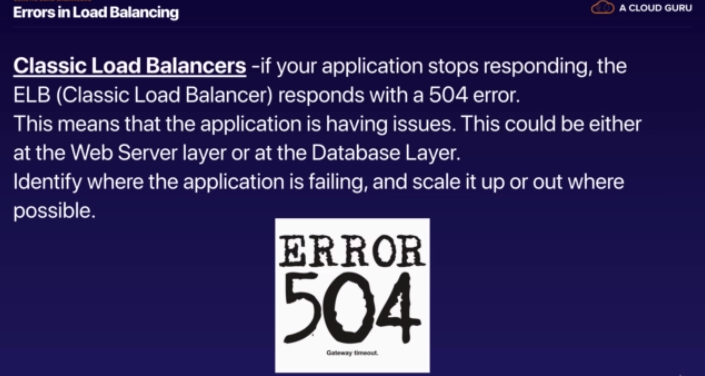 Errors in Load Balancing
A CLOUD GURU
Classic Load Balancers -if your application stops responding, the
ELB (Classic Load Balancer) responds with a 504 error.
This means that the application is having issues. This could be either
at the Web Server layer or at the Database Layer.
Identify where the application is failing, and scale it up or out where
possible.
ERROR
504
Gateway timeout.